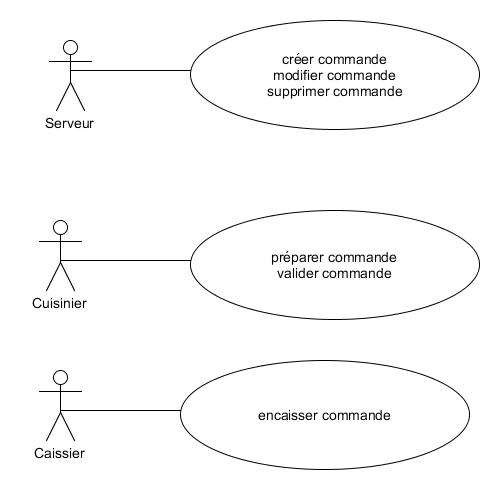 créer commande
modifier commande
supprimer commande
Serveur
préparer commande
valider commande
Cuisinier
encaisser commande
Caissier